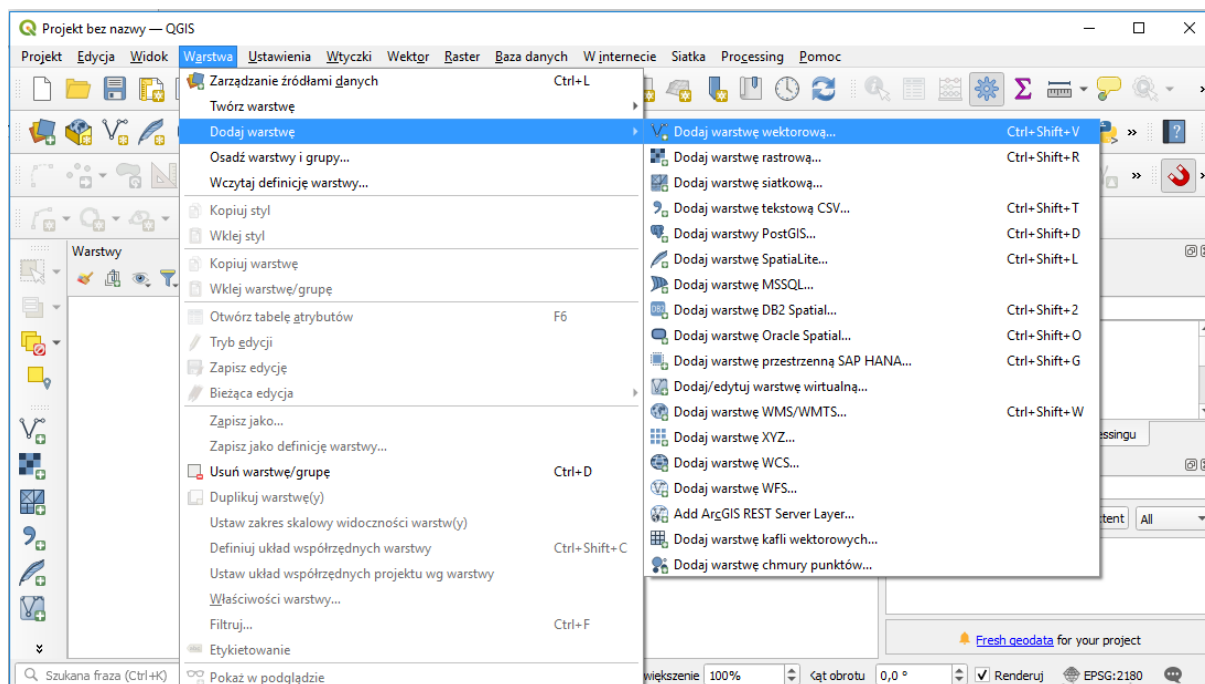 Projekt bez nazwy — QGIS
Projekt Edycja Widok Warstwa Ustawienia Wtyczki Wektor Raster Baza danych W internecie Siatka Processing Pomoc
Zarządzanie źródłami danych Ctrl+L
Twórz warstwę
Dodaj warstwę
Osadź warstwy i grupy...
Wczytaj definicję warstwy...
Kopiuj styl
Wklej styl
Kopiuj warstwę
Wklej warstwę/grupę
Otwórz tabelę atrybutów F6
Tryb edycji
Zapisz edycję
Bieżąca edycja
Zapisz jako...
Zapisz jako definicję warstwy...
Usuń warstwę/grupę Ctrl+D
Duplikuj warstwę(y)
Ustaw zakres skalowy widoczności warstw(y)
Definiuj układ współrzędnych warstwy Ctrl+Shift+C
Ustaw układ współrzędnych projektu wg warstwy
Właściwości warstwy...
Filtruj... Ctrl+F
Etykietowanie
Pokaż w podglądzie
Dodaj warstwę wektorową... Ctrl+Shift+V
Dodaj warstwę rastrową... Ctrl+Shift+R
Dodaj warstwę siatkową...
Dodaj warstwę tekstową CSV... Ctrl+Shift+T
Dodaj warstwy PostGIS... Ctrl+Shift+D
Dodaj warstwę SpatiaLite... Ctrl+Shift+L
Dodaj warstwę MSSQL...
Dodaj warstwę DB2 Spatial... Ctrl+Shift+2
Dodaj warstwę Oracle Spatial... Ctrl+Shift+O
Dodaj warstwę przestrzenną SAP HANA... Ctrl+Shift+G
Dodaj/edytuj warstwę wirtualną...
Dodaj warstwę WMS/WMTS... Ctrl+Shift+W
Dodaj warstwę XYZ...
Dodaj warstwę WCS...
Dodaj warstwę WFS...
Add ArcGIS REST Server Layer...
Dodaj warstwę kafli wektorowych...
Dodaj warstwę chmury punktów...
Warstwy
essingu
tent All
Fresh geodata for your project
Szukana fraza (Ctrl+K)
większenie 100% Kąt obrotu 0,0 ° Renderuj EPSG:2180